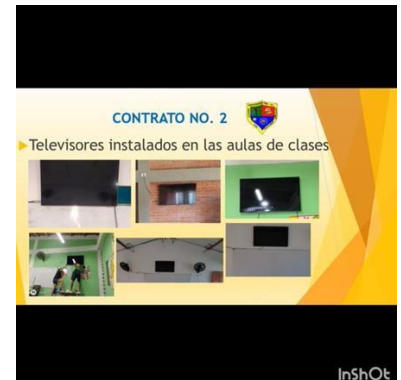 CONTRATO NO. 2
Televisores instalados en las aulas de clases
InShOt